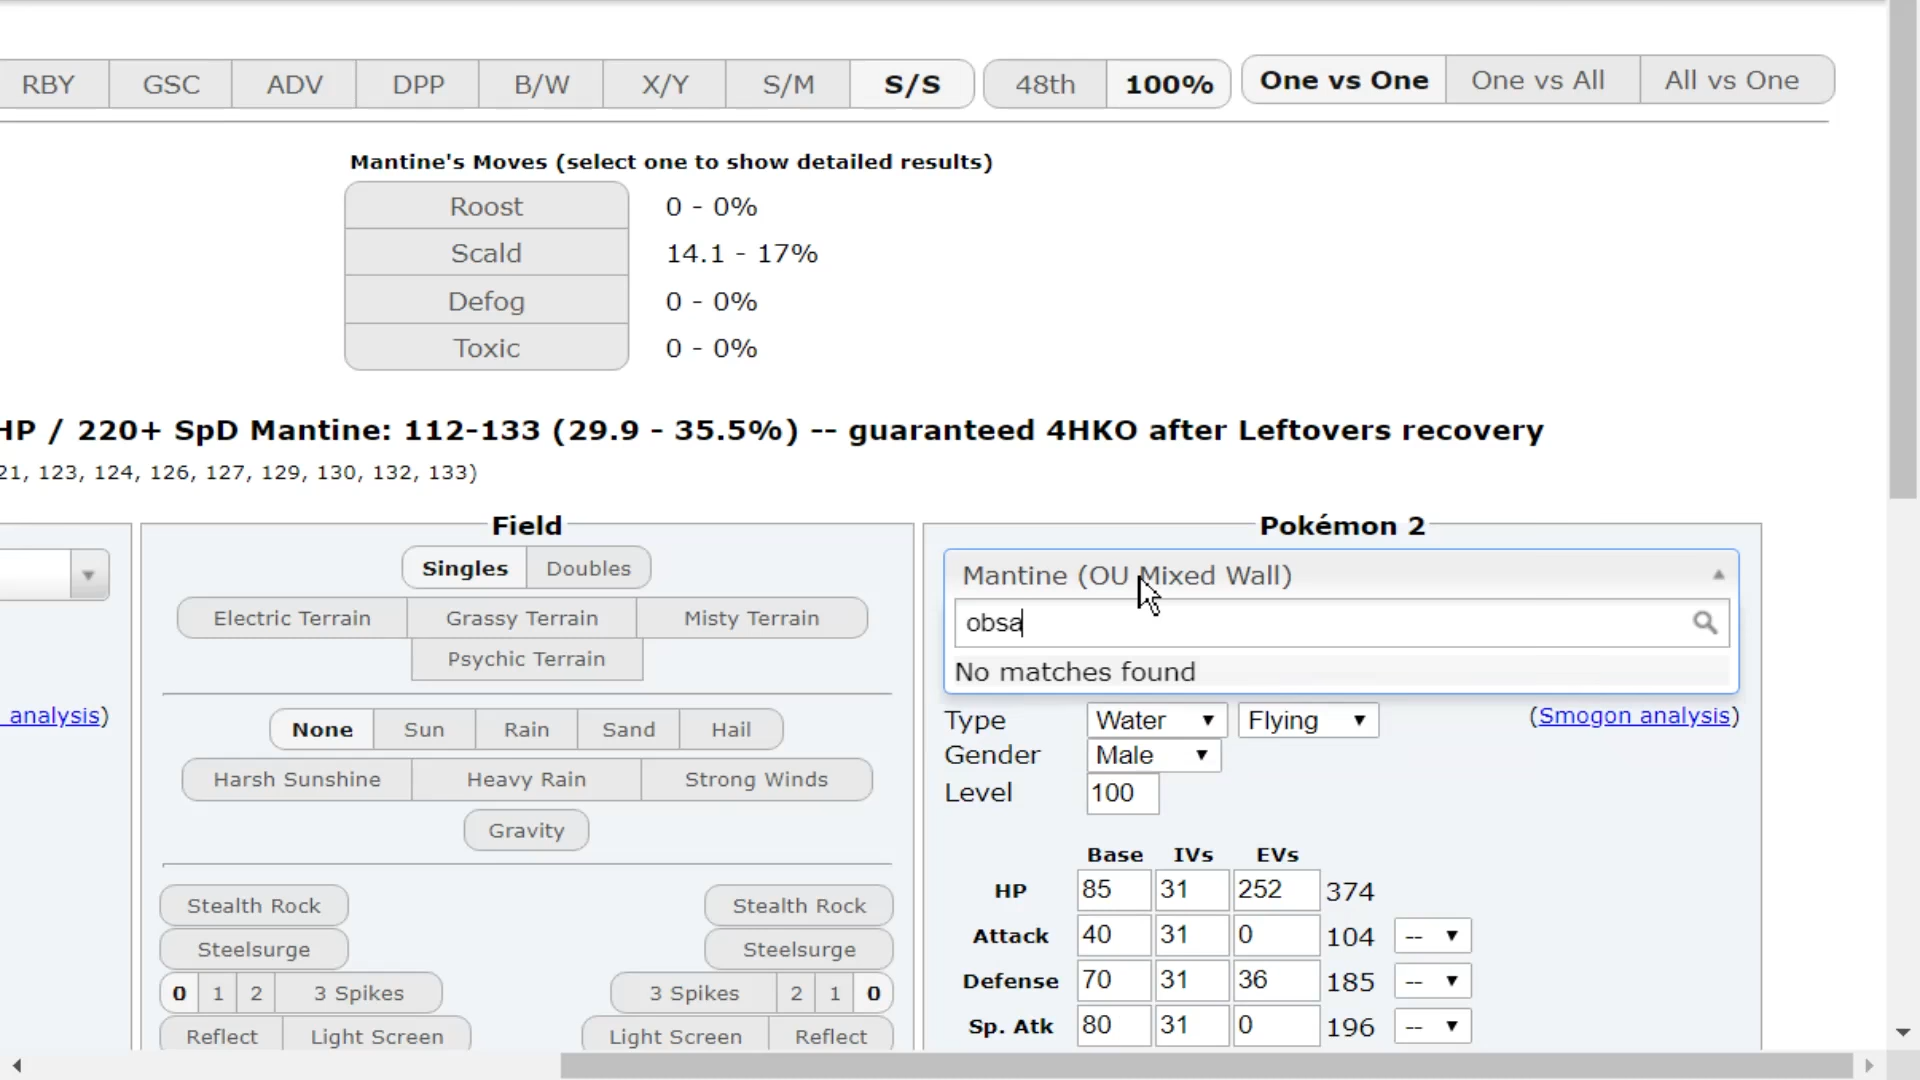 RBY GSC ADV DPP B/W X/Y S/M S/S 48th 100% One vs One One vs All All vs One
Mantine's Moves (select one to show detailed results)
Roost 0 - 0%
Scald 14.1 - 17%
Defog 0 - 0%
Toxic 0 - 0%
HP / 220+ SpD Mantine: 112-133 (29.9 - 35.5%) -- guaranteed 4HKO after Leftovers recovery
21, 123, 124, 126, 127, 129, 130, 132, 133)
Field
Singles Doubles
Electric Terrain Grassy Terrain Misty Terrain
Psychic Terrain
analysis)
None Sun Rain Sand Hail
Harsh Sunshine Heavy Rain Strong Winds
Gravity
Stealth Rock Stealth Rock
Steelsurge Steelsurge
0 1 2 3 Spikes 3 Spikes 2 1 0
Reflect Light Screen Light Screen Reflect
Pokémon 2
Mantine (OU Mixed Wall)
obsa
No matches found
Type Water Flying (Smogon analysis)
Gender Male
Level 100
Base IVs EVs
HP 85 31 252 374
Attack 40 31 0 104 --
Defense 70 31 36 185 --
Sp. Atk 80 31 0 196 --